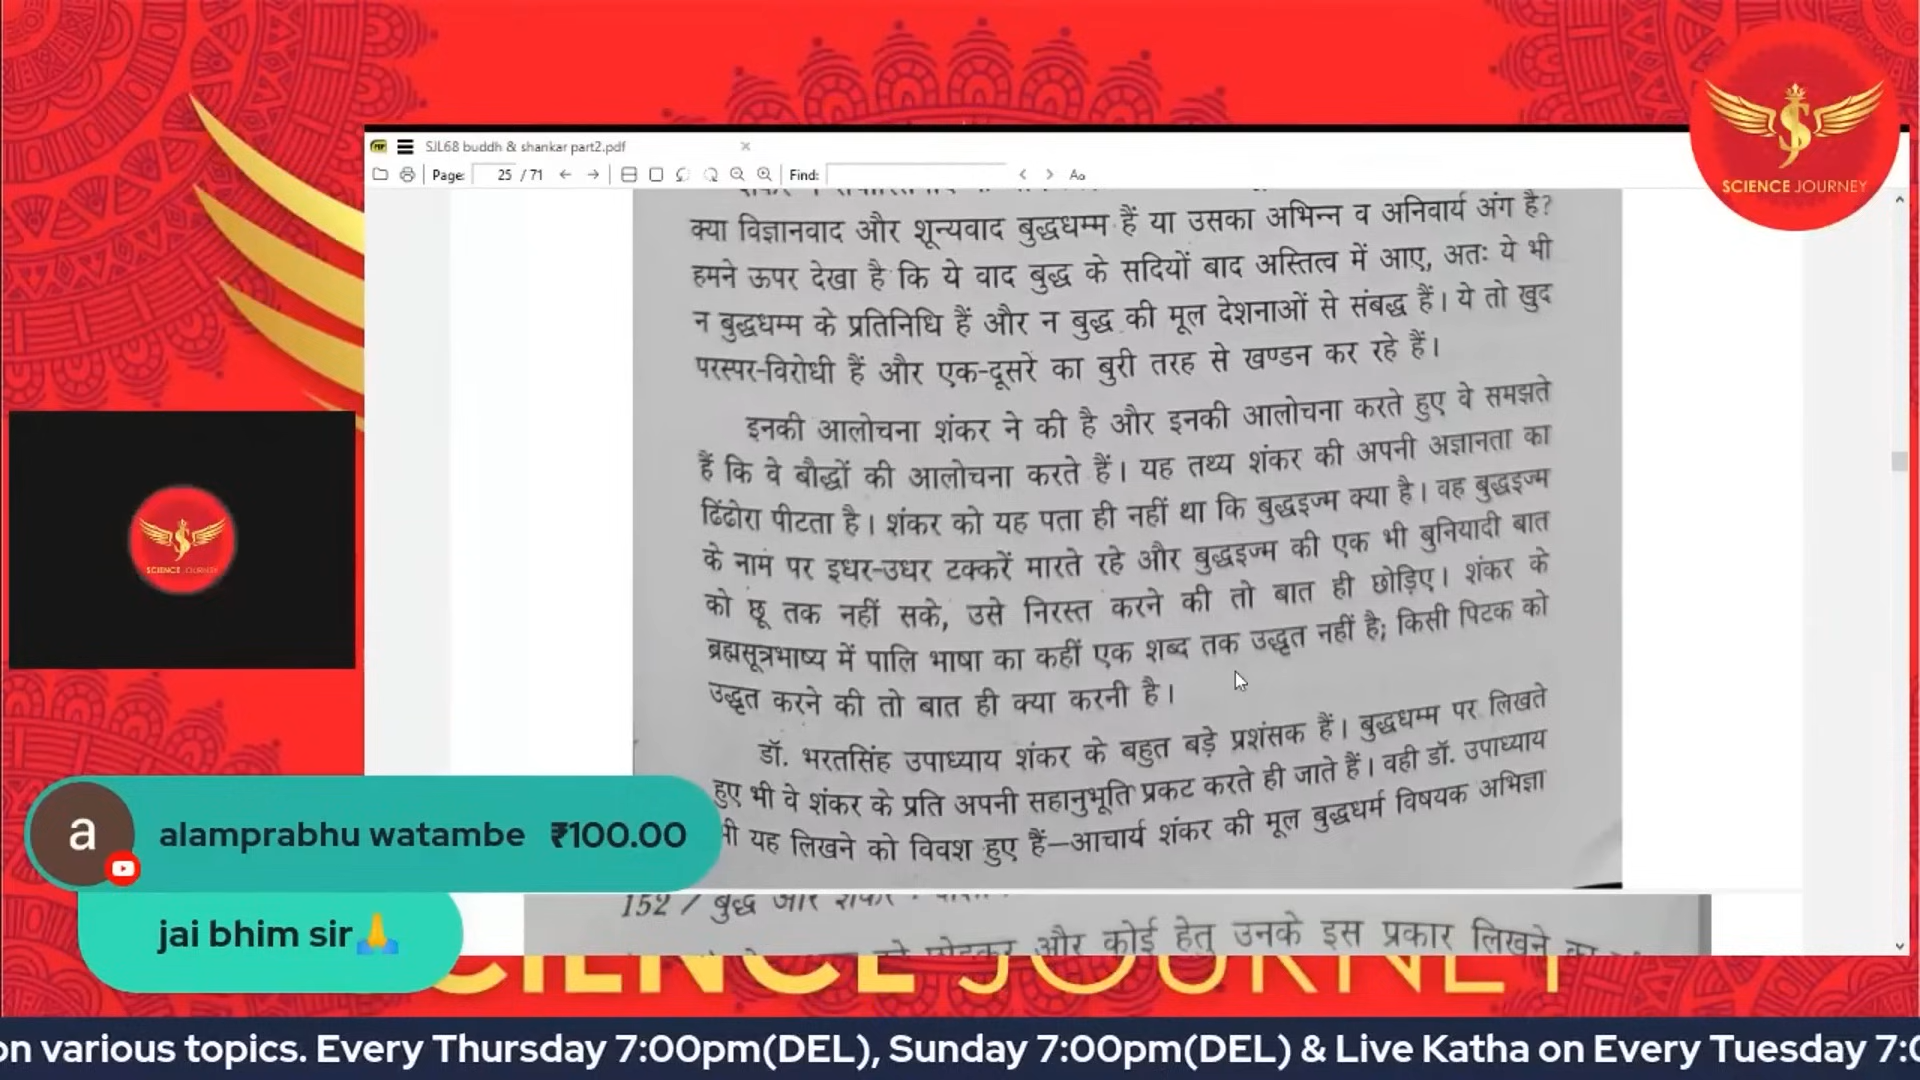 SCIENCE JOURNEY
SJL68 buddh & shankar part2.pdf
Page: 25 / 71 Find: Aa
क्या विज्ञानवाद और शून्यवाद बुद्धधम्म हैं या उसका अभिन्न व अनिवार्य अंग है?
हमने ऊपर देखा है कि ये वाद बुद्ध के सदियों बाद अस्तित्व में आए, अतः ये भी
न बुद्धधम्म के प्रतिनिधि हैं और न बुद्ध की मूल देशनाओं से संबद्ध हैं। ये तो खुद
परस्पर-विरोधी हैं और एक-दूसरे का बुरी तरह से खण्डन कर रहे हैं।
इनकी आलोचना शंकर ने की है और इनकी आलोचना करते हुए वे समझते
हैं कि वे बौद्धों की आलोचना करते हैं। यह तथ्य शंकर की अपनी अज्ञानता का
ढिंढोरा पीटता है। शंकर को यह पता ही नहीं था कि बुद्धइज्म क्या है। वह बुद्धइज्म
के नाम पर इधर-उधर टक्करें मारते रहे और बुद्धइज्म की एक भी बुनियादी बात
को छू तक नहीं सके, उसे निरस्त करने की तो बात ही छोड़िए। शंकर के
ब्रह्मसूत्रभाष्य में पालि भाषा का कहीं एक शब्द तक उद्धृत नहीं है; किसी पिटक को
उद्धृत करने की तो बात ही क्या करनी है।
डॉ. भरतसिंह उपाध्याय शंकर के बहुत बड़े प्रशंसक हैं। बुद्धधम्म पर लिखते
हुए भी वे शंकर के प्रति अपनी सहानुभूति प्रकट करते ही जाते हैं। वही डॉ. उपाध्याय
यह लिखने को विवश हुए हैं—आचार्य शंकर की मूल बुद्धधर्म विषयक अभिज्ञा
152 / बुद्ध और शंकर
और कोई हेतु उनके इस प्रकार लिखने का
SCIENCE JOURNEY
a alamprabhu watambe ₹100.00
jai bhim sir🙏
SCIENCE JOURNEY
on various topics. Every Thursday 7:00pm(DEL), Sunday 7:00pm(DEL) & Live Katha on Every Tuesday 7:0